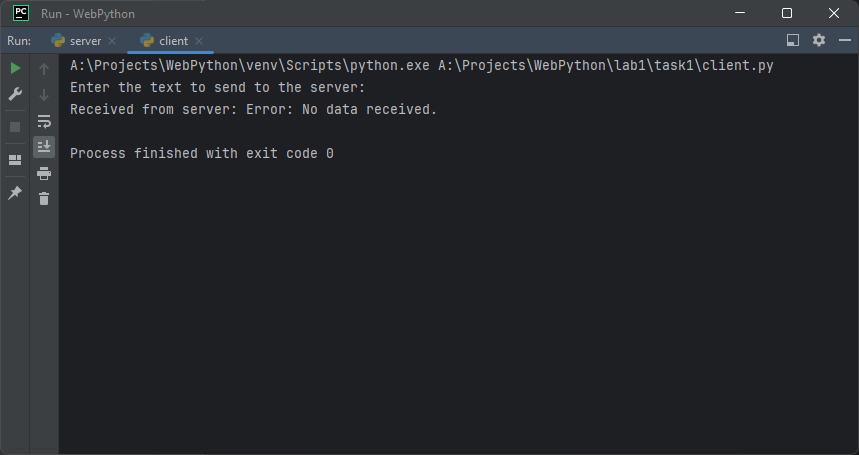 PC Run - WebPython
Run: server client
A:\Projects\WebPython\venv\Scripts\python.exe A:\Projects\WebPython\lab1\task1\client.py
Enter the text to send to the server:
Received from server: Error: No data received.
Process finished with exit code 0